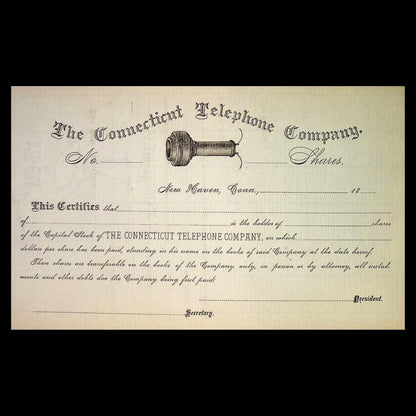 The Connecticut Telephone Company.
No. Shares.
New Haven, Conn., 18
This Certifies that
of is the holder of shares
of the Capital Stock of THE CONNECTICUT TELEPHONE COMPANY, on which
dollars per share has been paid, standing in his name on the books of said Company at the date hereof.
These shares are transferable on the books of the Company only, in person or by attorney, all instal-
ments and other debts due the Company being first paid.
President.
Secretary.